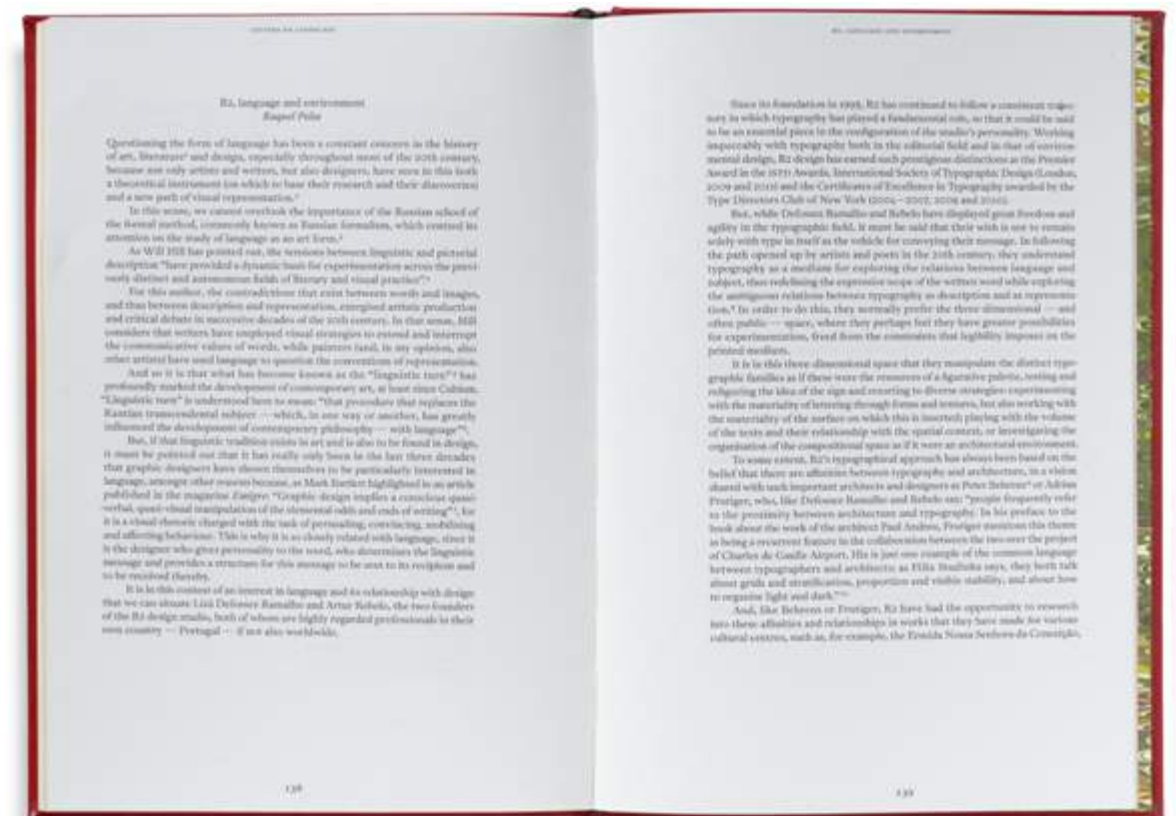 R2, language and environment
Raquel Pelta
Questioning the form of language has been a constant concern in the history
of art, literature¹ and design, especially throughout most of the 20th century,
because not only artists and writers, but also designers, have seen in this both
a theoretical instrument (on which to base their research and their discoveries)
and a new path of visual representation.²
In this sense, we cannot overlook the importance of the Russian school of
the formal method, commonly known as Russian formalism, which centred its
attention on the study of language as an art form.³
As Will Hill has pointed out, the tensions between linguistic and pictorial
description “have provided a dynamic basis for experimentation across the previ-
ously distinct and autonomous fields of literary and visual practice”.⁴
For this author, the contradictions that exist between words and images,
and thus between description and representation, energised artistic production
and critical debate in successive decades of the 20th century. In that sense, Hill
considers that writers have employed visual strategies to extend and interrupt
the communicative values of words, while painters (and, in my opinion, also
other artists) have used language to question the conventions of representation.
And so it is that what has become known as the “linguistic turn”⁵ has
profoundly marked the development of contemporary art, at least since Cubism.
“Linguistic turn” is understood here to mean: “that procedure that replaces the
Kantian transcendental subject —which, in one way or another, has greatly
influenced the development of contemporary philosophy — with language”⁶.
But, if that linguistic tradition exists in art and is also to be found in design,
it must be pointed out that it has really only been in the last three decades
that graphic designers have shown themselves to be particularly interested in
language, amongst other reasons because, as Mark Bartlett highlighted in an article
published in the magazine Emigre: “Graphic design implies a conscious quasi-
verbal, quasi-visual manipulation of the elemental odds and ends of writing”⁷, for
it is a visual rhetoric charged with the task of persuading, convincing, mobilising
and affecting behaviour. This is why it is so closely related with language, since it
is the designer who gives personality to the word, who determines the linguistic
message and provides a structure for this message to be sent to its recipient and
to be received thereby.
It is in this context of an interest in language and its relationship with design
that we can situate Lizá Defossez Ramalho and Artur Rebelo, the two founders
of the R2 design studio, both of whom are highly regarded professionals in their
own country — Portugal — if not also worldwide.
138
Since its foundation in 1995, R2 has continued to follow a consistent trajec-
tory in which typography has played a fundamental role, so that it could be said
to be an essential piece in the configuration of the studio's personality. Working
impeccably with typography both in the editorial field and in that of environ-
mental design, R2 design has earned such prestigious distinctions as the Premier
Award in the ISTD Awards, International Society of Typographic Design (London,
2009 and 2011) and the Certificates of Excellence in Typography awarded by the
Type Directors Club of New York (2004 – 2007, 2009 and 2010).
But, while Defossez Ramalho and Rebelo have displayed great freedom and
agility in the typographic field, it must be said that their wish is not to remain
solely with type in itself as the vehicle for conveying their message. In following
the path opened up by artists and poets in the 20th century, they understand
typography as a medium for exploring the relations between language and
subject, thus redefining the expressive scope of the written word while exploring
the ambiguous relations between typography as description and as representa-
tion.⁸ In order to do this, they normally prefer the three-dimensional — and
often public — space, where they perhaps feel they have greater possibilities
for experimentation, freed from the constraints that legibility imposes on the
printed medium.
It is in this three-dimensional space that they manipulate the distinct typo-
graphic families as if these were the resources of a figurative palette, testing and
refiguring the idea of the sign and resorting to diverse strategies: experimenting
with the materiality of lettering through forms and textures, but also working with
the materiality of the surface on which this is inserted; playing with the volume
of the texts and their relationship with the spatial context, or investigating the
organisation of the compositional space as if it were an architectural environment.
To some extent, R2's typographical approach has always been based on the
belief that there are affinities between typography and architecture, in a vision
shared with such important architects and designers as Peter Behrens⁹ or Adrian
Frutiger, who, like Defossez Ramalho and Rebelo say: “people frequently refer
to the proximity between architecture and typography. In his preface to the
book about the work of the architect Paul Andreu, Frutiger mentions this theme
as being a recurrent feature in the collaboration between the two over the project
of Charles de Gaulle Airport. His is just one example of the common language
between typographers and architects: as Félix Studinka says, they both talk
about grids and stratification, proportion and visible stability, and about how
to organise light and dark.”¹⁰
And, like Behrens or Frutiger, R2 have had the opportunity to research
into these affinities and relationships in works that they have made for various
cultural centres, such as, for example, the Ermida Nossa Senhora da Conceição,
139